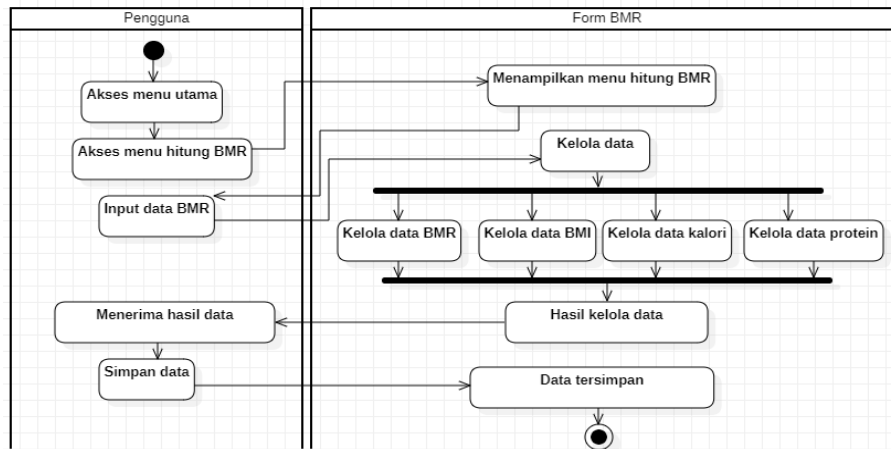 Pengguna
Form BMR
Akses menu utama
Menampilkan menu hitung BMR
Akses menu hitung BMR
Kelola data
Input data BMR
Kelola data BMR
Kelola data BMI
Kelola data kalori
Kelola data protein
Menerima hasil data
Hasil kelola data
Simpan data
Data tersimpan